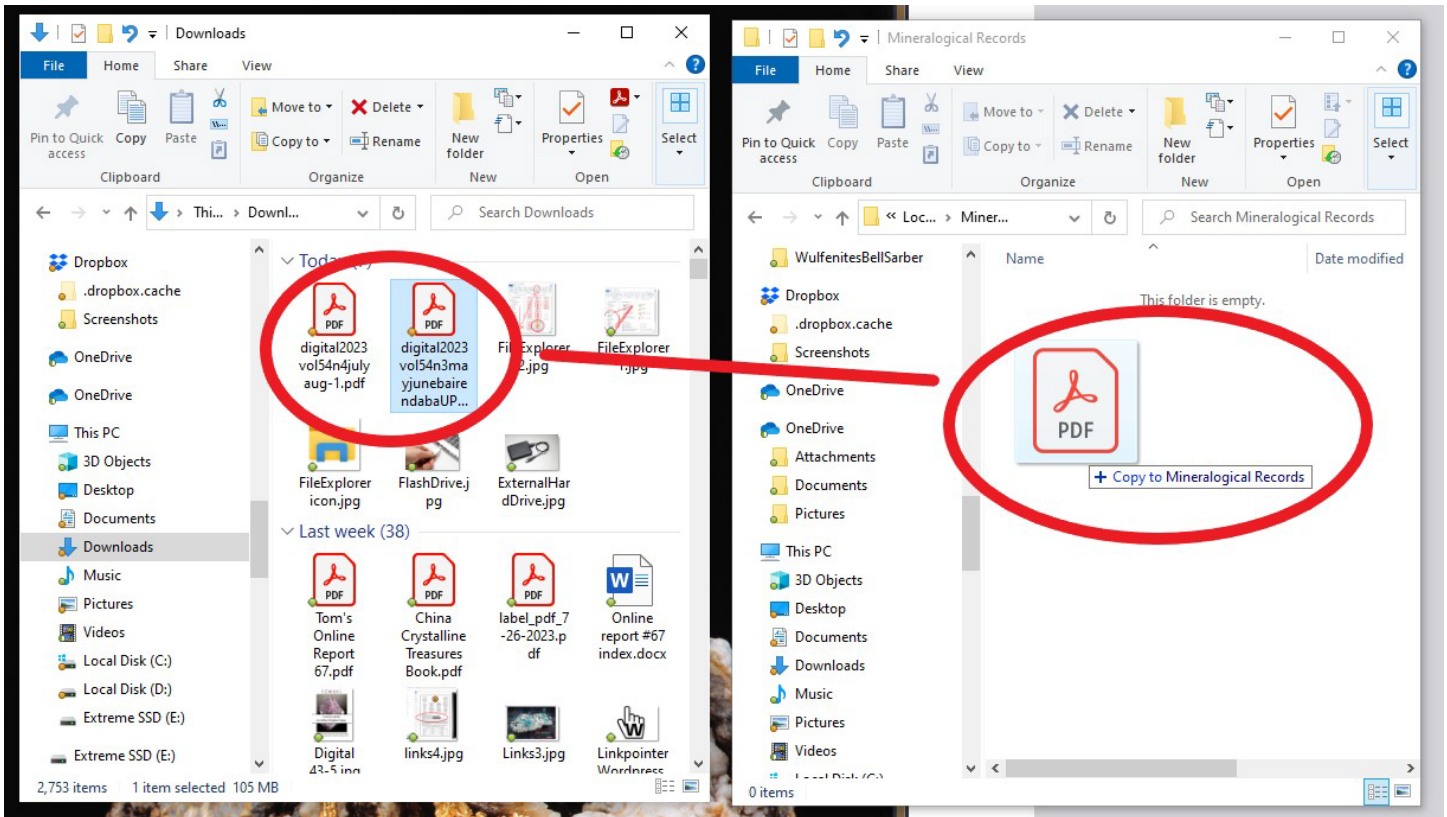 Downloads
File Home Share View
Pin to Quick access
Copy
Paste
Move to
Copy to
Delete
Rename
New folder
Properties
Select
Clipboard Organize New Open
Thi... > Downl...
Search Downloads
Dropbox
.dropbox.cache
Screenshots
OneDrive
OneDrive
This PC
3D Objects
Desktop
Documents
Downloads
Music
Pictures
Videos
Local Disk (C:)
Local Disk (D:)
Extreme SSD (E:)
Extreme SSD (E:)
PDF
digital2023
vol54n4july
aug-1.pdf
PDF
digital2023
vol54n3ma
yjunebaire
ndabaUP...
FileExplorer
2.jpg
FileExplorer
1.jpg
FileExplorer
icon.jpg
FlashDrive.j
pg
ExternalHar
dDrive.jpg
Last week (38)
PDF
Tom's
Online
Report
67.pdf
PDF
China
Crystalline
Treasures
Book.pdf
PDF
label_pdf_7
-26-2023.p
df
W
Online
report #67
index.docx
Digital
43-5.jpg
links4.jpg
Links3.jpg
W
Linkpointer
Wordpress
2,753 items 1 item selected 105 MB
Mineralogical Records
File Home Share View
Pin to Quick access
Copy
Paste
Move to
Copy to
Delete
Rename
New folder
Properties
Select
Clipboard Organize New Open
« Loc... > Miner...
Search Mineralogical Records
WulfenitesBellSarber
Dropbox
.dropbox.cache
Screenshots
OneDrive
OneDrive
Attachments
Documents
Pictures
This PC
3D Objects
Desktop
Documents
Downloads
Music
Pictures
Videos
Local Disk (C:)
Name Date modified
This folder is empty.
PDF
+ Copy to Mineralogical Records
0 items